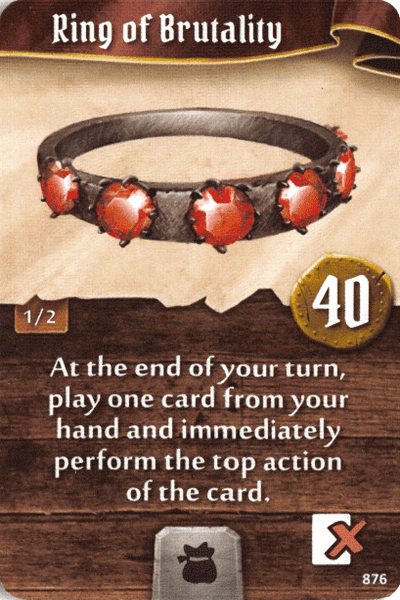 Ring of Brutality
1/2
40
At the end of your turn,
play one card from your
hand and immediately
perform the top action
of the card.
876